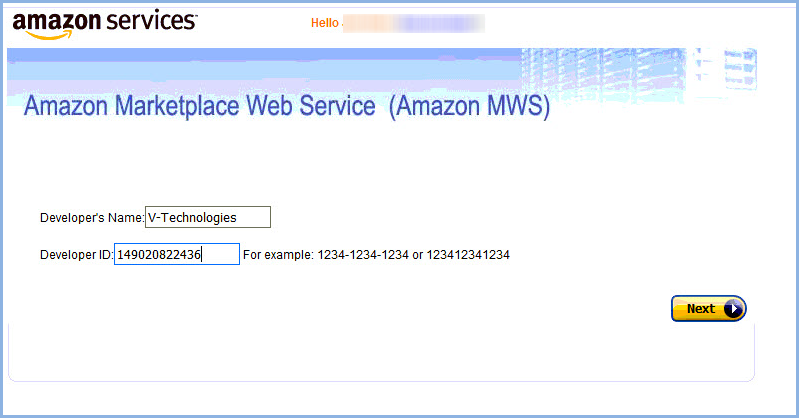 amazon services
Hello
Amazon Marketplace Web Service (Amazon MWS)
Developer's Name: V-Technologies
Developer ID: 149020822436 For example: 1234-1234-1234 or 123412341234
Next